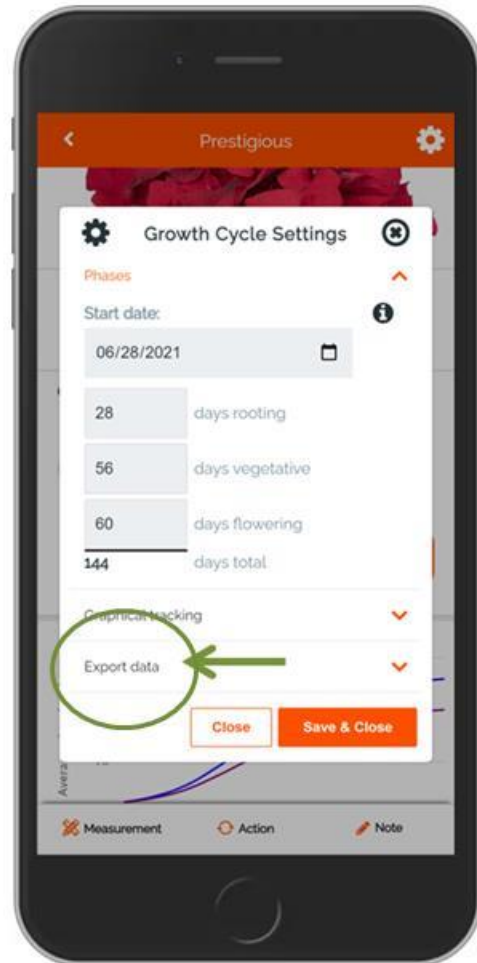 Prestigious
Growth Cycle Settings
Phases
Start date:
06/28/2021
28 days rooting
56 days vegetative
60 days flowering
144 days total
Graphical tracking
Export data
Close Save & Close
Measurement Action Note